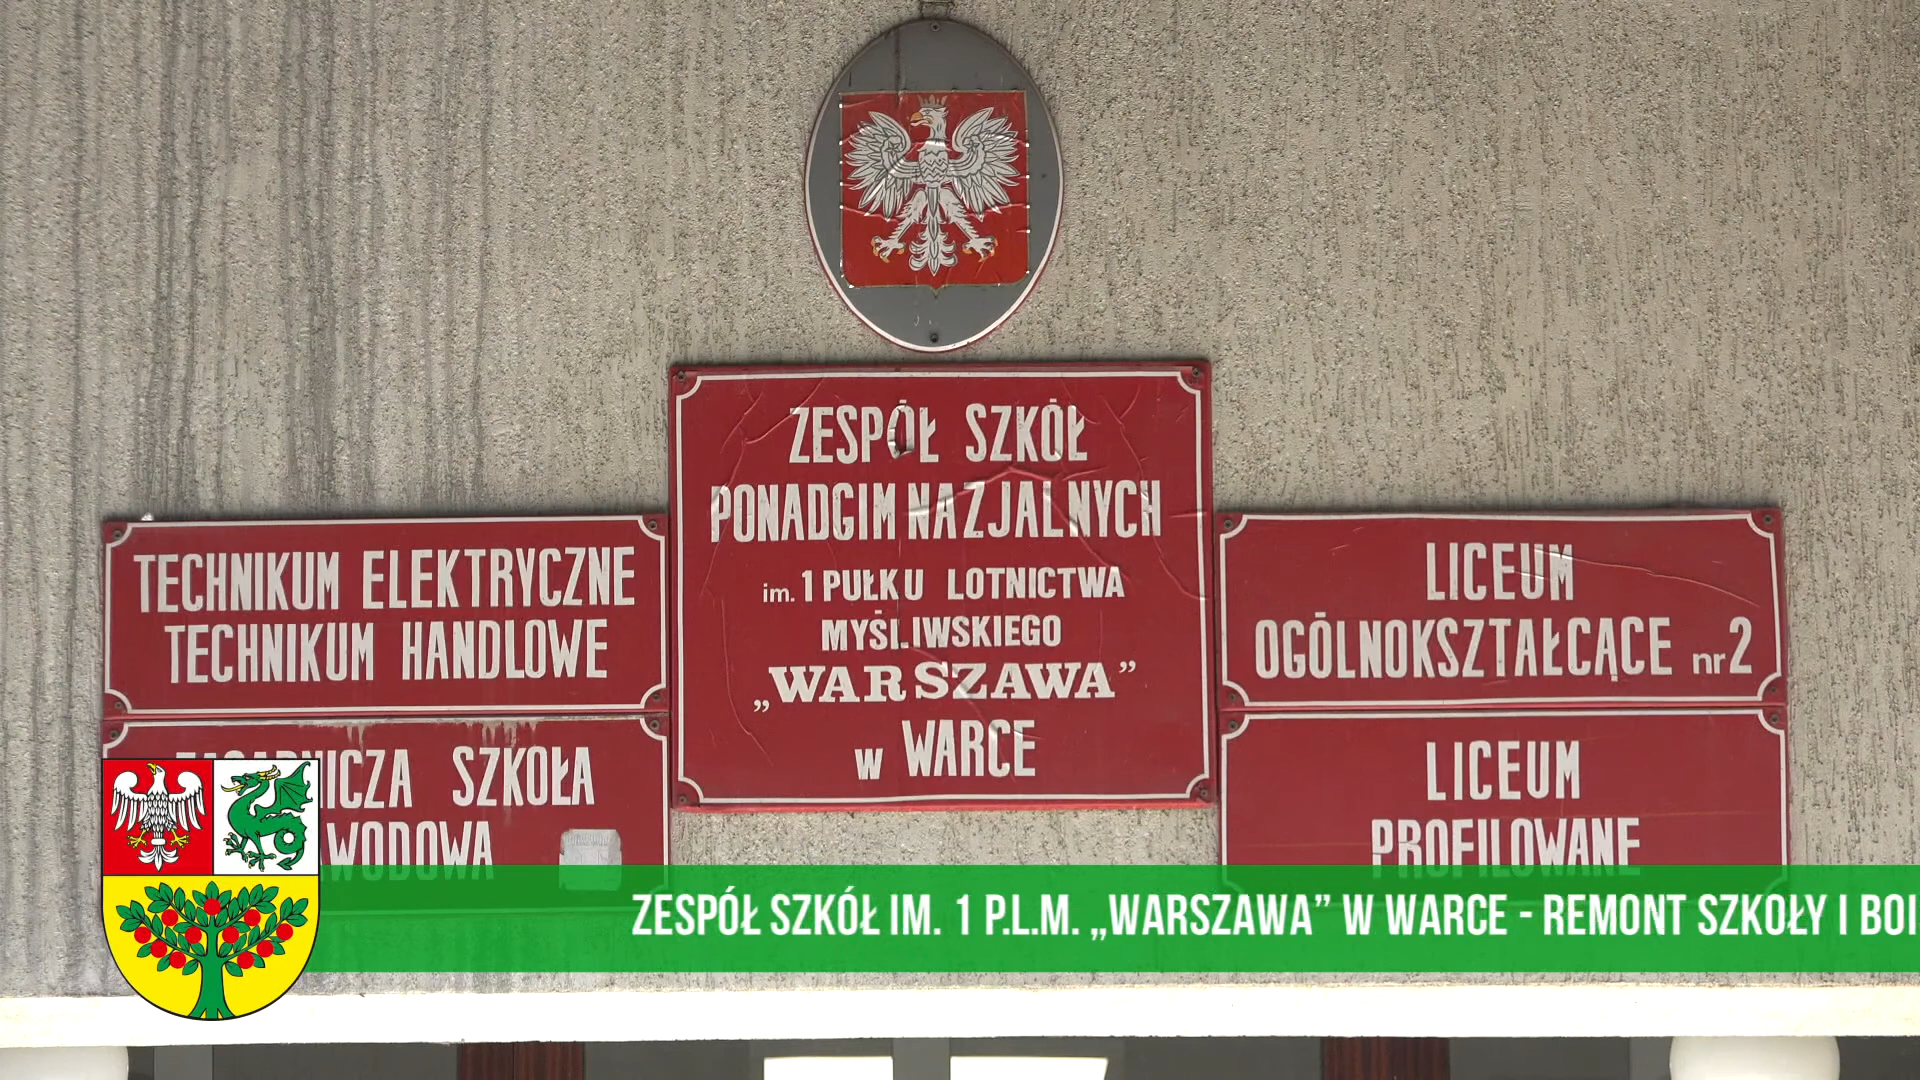 ZESPÓŁ SZKÓŁ
PONADGIMNAZJALNYCH
im. 1 PUŁKU LOTNICTWA
MYŚLIWSKIEGO
„WARSZAWA”
w WARCE
TECHNIKUM ELEKTRYCZNE
TECHNIKUM HANDLOWE
SZKOŁA
LICEUM
OGÓLNOKSZTAŁCĄCE nr 2
LICEUM
PROFILOWANE
ZESPÓŁ SZKÓŁ IM. 1 P.L.M. „WARSZAWA” W WARCE - REMONT SZKOŁY I BOI